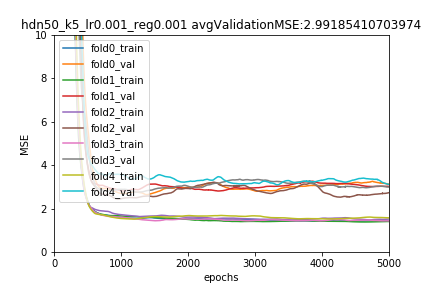 hdn50_k5_lr0.001_reg0.001 avgValidationMSE:2.99185410703974
10
8
6
4
2
0
MSE
fold0_train
fold0_val
fold1_train
fold1_val
fold2_train
fold2_val
fold3_train
fold3_val
fold4_train
fold4_val
0 1000 2000 3000 4000 5000
epochs